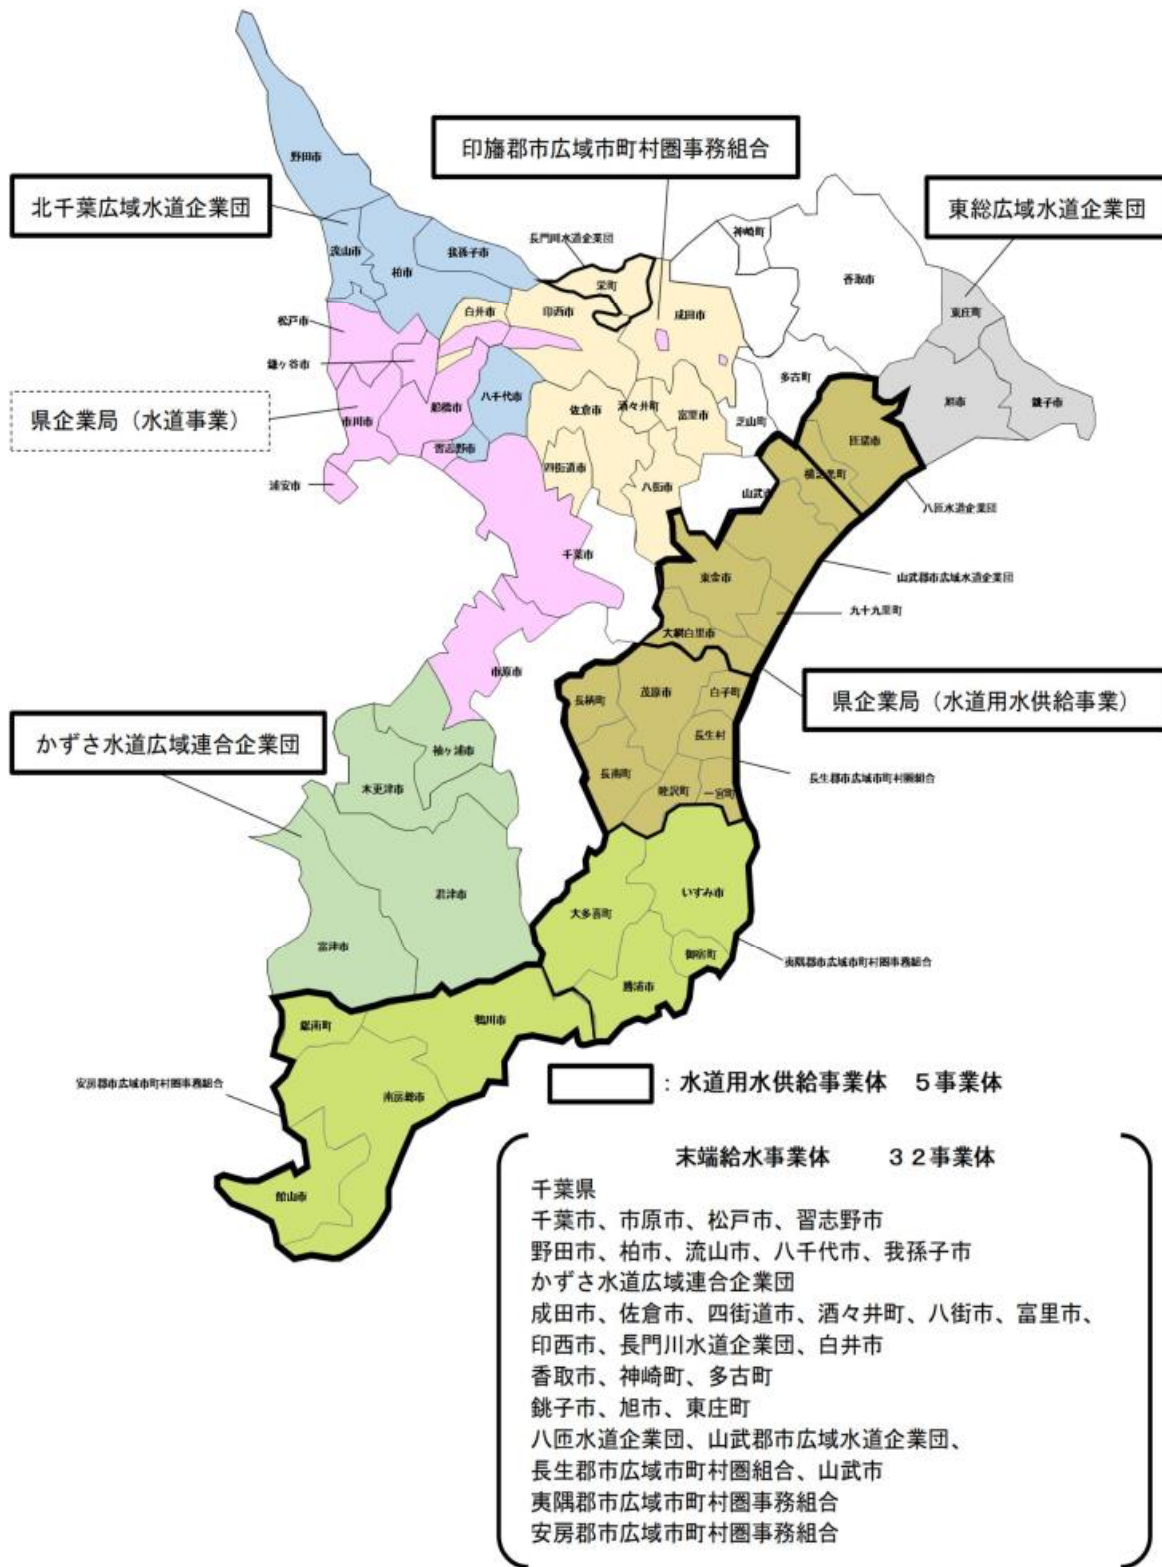 印旛郡市広域市町村圏事務組合
野田市
北千葉広域水道企業団
東総広域水道企業団
長門川水道企業団
神崎町
流山市
柏市
我孫子市
栄町
香取市
白井市
印西市
成田市
東庄町
松戸市
鎌ヶ谷市
多古町
県企業局（水道事業）
市川市
船橋市
八千代市
佐倉市
酒々井町
富里市
芝山町
旭市
銚子市
習志野市
匝瑳市
浦安市
四街道市
八街市
山武市
横芝光町
八匝水道企業団
千葉市
東金市
山武郡市広域水道企業団
九十九里町
大網白里市
市原市
長柄町
茂原市
白子町
県企業局（水道用水供給事業）
かずさ水道広域連合企業団
袖ヶ浦市
長生村
木更津市
長南町
睦沢町
一宮町
長生郡市広域市町村圏組合
君津市
いすみ市
大多喜町
富津市
御宿町
夷隅郡市広域市町村圏事務組合
勝浦市
鋸南町
鴨川市
安房郡市広域市町村圏事務組合
南房総市
館山市
：水道用水供給事業体　５事業体
末端給水事業体　　３２事業体
千葉県
千葉市、市原市、松戸市、習志野市
野田市、柏市、流山市、八千代市、我孫子市
かずさ水道広域連合企業団
成田市、佐倉市、四街道市、酒々井町、八街市、富里市、
印西市、長門川水道企業団、白井市
香取市、神崎町、多古町
銚子市、旭市、東庄町
八匝水道企業団、山武郡市広域水道企業団、
長生郡市広域市町村圏組合、山武市
夷隅郡市広域市町村圏事務組合
安房郡市広域市町村圏事務組合